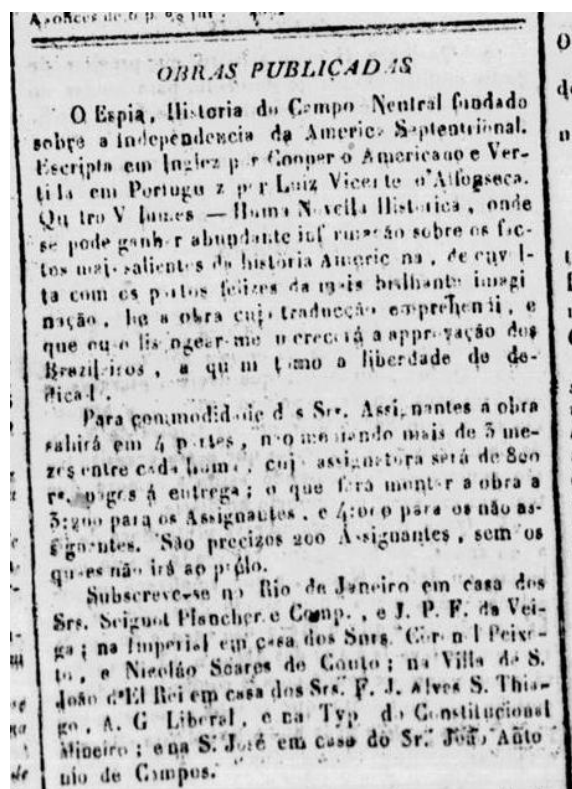 OBRAS PUBLICADAS
O Espia, Historia do Campo Neutral fundado
sobre a Independencia da America Septentrional.
Escripta em Inglez por Cooper o Americano e Ver-
tida em Portuguez por Luiz Vicente d'Affonseca.
Quatro Volumes — Huma Novella Historica, onde
se pode ganhar abundante informação sobre os fac-
tos mais salientes da historia Americana, de envol-
ta com os partos felizes da mais brilhante imagi
nação, he a obra cuja traducção emprehendi, e
que ouso lisongear-me merecerá a approvação dos
Brazileiros, a quem tomo a liberdade de de-
dical-a.
Para commodidade dos Srs. Assignantes a obra
sahirá em 4 partes, não mediando mais de 3 me-
zes entre cada huma, cuja assignatura será de 800
rs. pagos á entrega; o que fará montar a obra a
3:200 para os Assignantes, e 4:000 para os não as-
signantes. São precizos 200 Assignantes, sem os
quaes não irá ao prélo.
Subscreve-se no Rio de Janeiro em casa dos
Srs. Seignot Plancher e Comp., e J. P. F. da Vei-
ga; na Imperial em casa dos Snrs. Coronel Peixo-
to, e Nicoláo Soares do Couto; na Villa de S.
João d'El Rei em casa dos Srs. F. J. Alves S. Thia-
go, A. G Liberal, e na Typ. do Constitucional
Mineiro; e na S. José em casa do Sr. João Anto
nio de Campos.